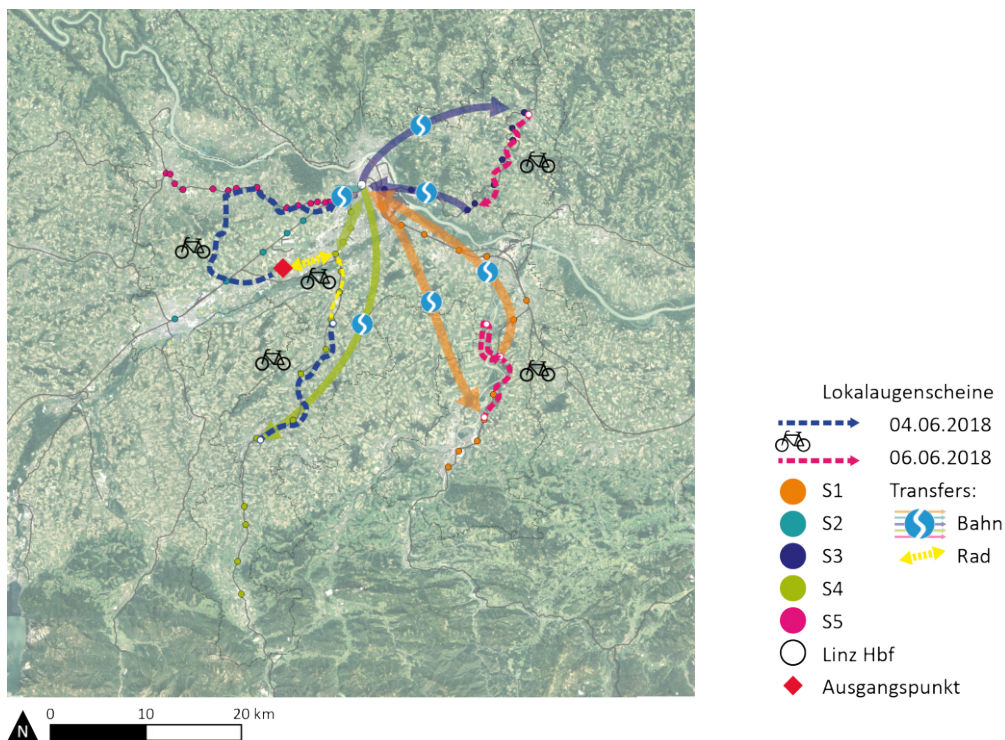 Lokalaugenscheine
04.06.2018
06.06.2018
S1
Transfers:
S2
Bahn
S3
Rad
S4
S5
Linz Hbf
Ausgangspunkt
N
0 10 20 km